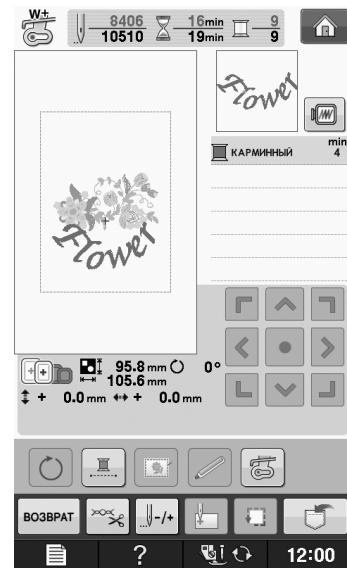 W+
8406 16min 9
10510 19min 9
Flower
min
КАРМИННЫЙ 4
Flower
95.8 mm 0°
105.6 mm
+ 0.0 mm + 0.0 mm
ВОЗВРАТ -/+
? 12:00